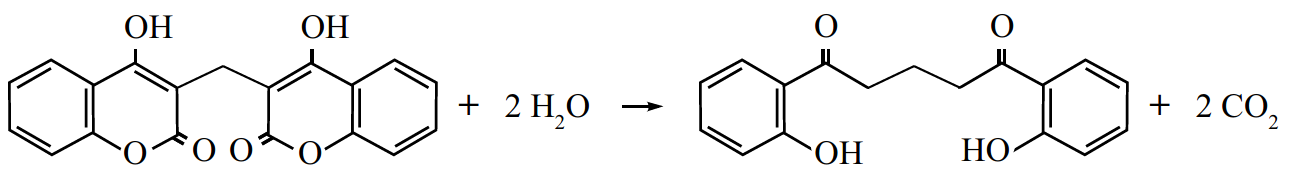 OH OH O O
O O O O + 2 H₂O → OH HO + 2 CO₂